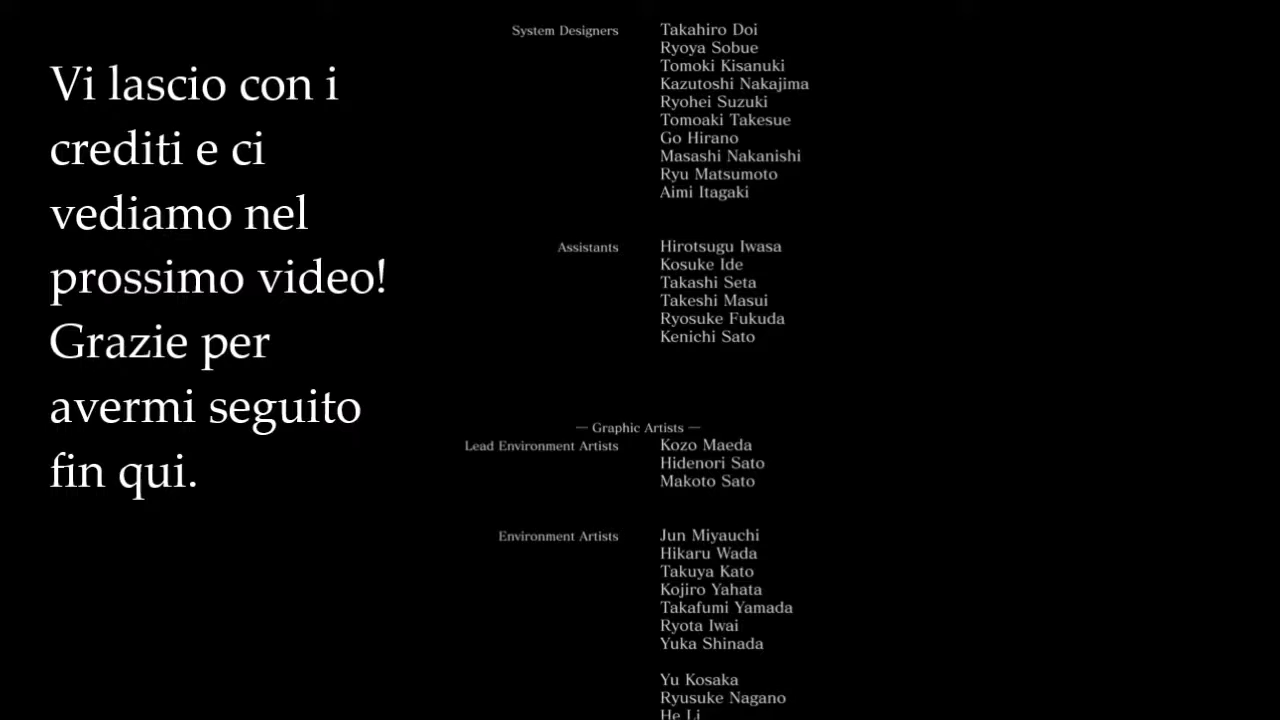 Vi lascio con i
crediti e ci
vediamo nel
prossimo video!
Grazie per
avermi seguito
fin qui.
System Designers Takahiro Doi
Ryoya Sobue
Tomoki Kisanuki
Kazutoshi Nakajima
Ryohei Suzuki
Tomoaki Takesue
Go Hirano
Masashi Nakanishi
Ryu Matsumoto
Aimi Itagaki
Assistants Hirotsugu Iwasa
Kosuke Ide
Takashi Seta
Takeshi Masui
Ryosuke Fukuda
Kenichi Sato
— Graphic Artists —
Lead Environment Artists Kozo Maeda
Hidenori Sato
Makoto Sato
Environment Artists Jun Miyauchi
Hikaru Wada
Takuya Kato
Kojiro Yahata
Takafumi Yamada
Ryota Iwai
Yuka Shinada
Yu Kosaka
Ryusuke Nagano
He Li